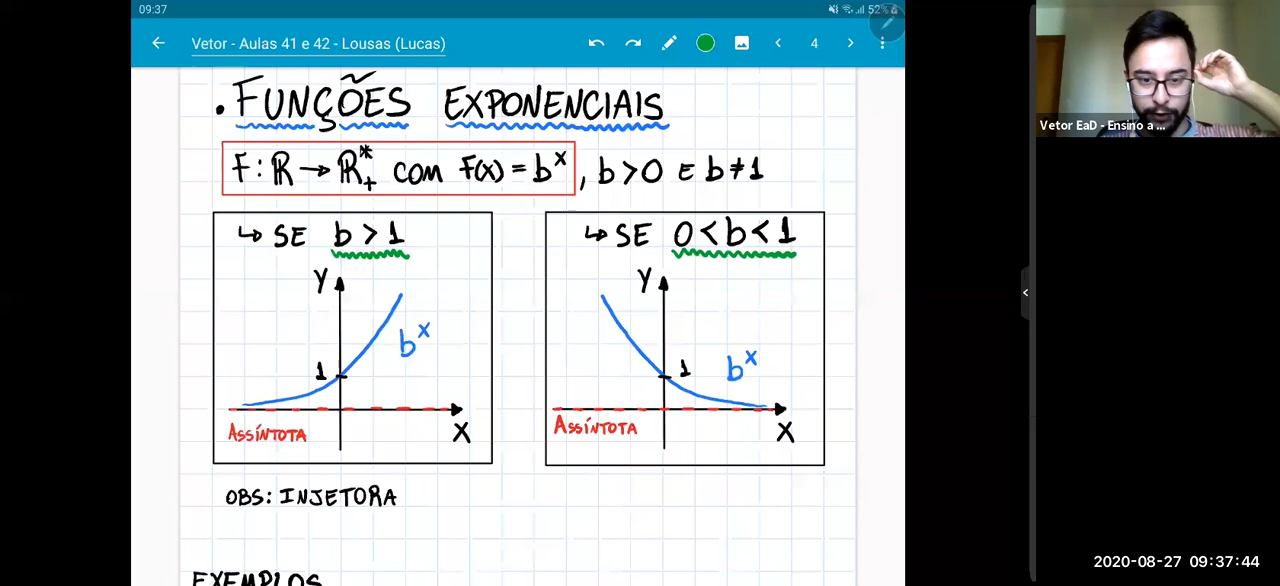 09:37
52%
Vetor - Aulas 41 e 42 - Lousas (Lucas)
4
. FUNÇÕES EXPONENCIAIS
F: ℝ → ℝ*₊ COM F(x) = bˣ, b > 0 E b ≠ 1
↳ SE b > 1
↳ SE 0 < b < 1
Y
bˣ
1
ASSÍNTOTA
X
Y
1
bˣ
ASSÍNTOTA
X
OBS: INJETORA
EXEMPLOS
Vetor EaD - Ensino a ...
2020-08-27 09:37:44